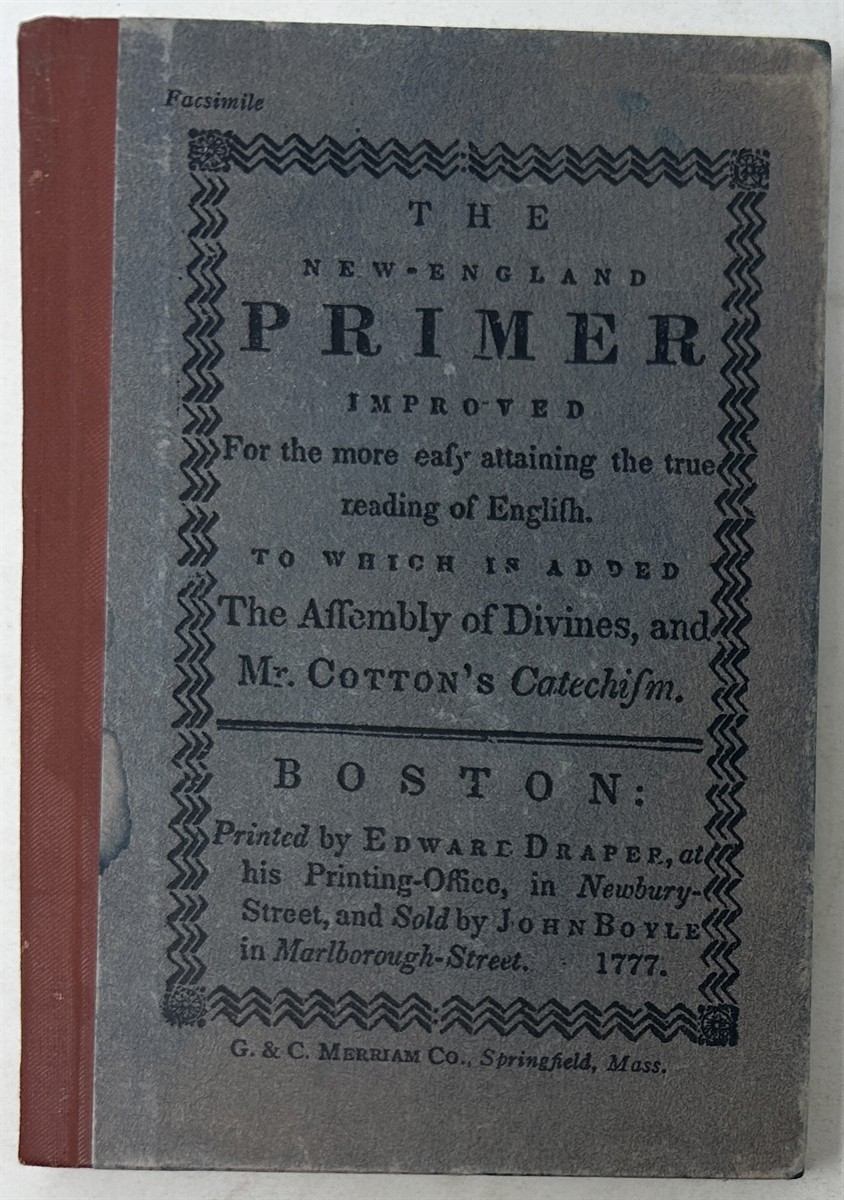 Facsimile
THE
NEW-ENGLAND
PRIMER
IMPROVED
For the more eaſy attaining the true
reading of Engliſh.
TO WHICH IS ADDED
The Aſſembly of Divines, and
Mr. COTTON'S Catechiſm.
BOSTON:
Printed by EDWARD DRAPER, at
his Printing-Office, in Newbury-
Street, and Sold by JOHN BOYLE
in Marlborough-Street. 1777.
G. & C. MERRIAM CO., Springfield, Mass.